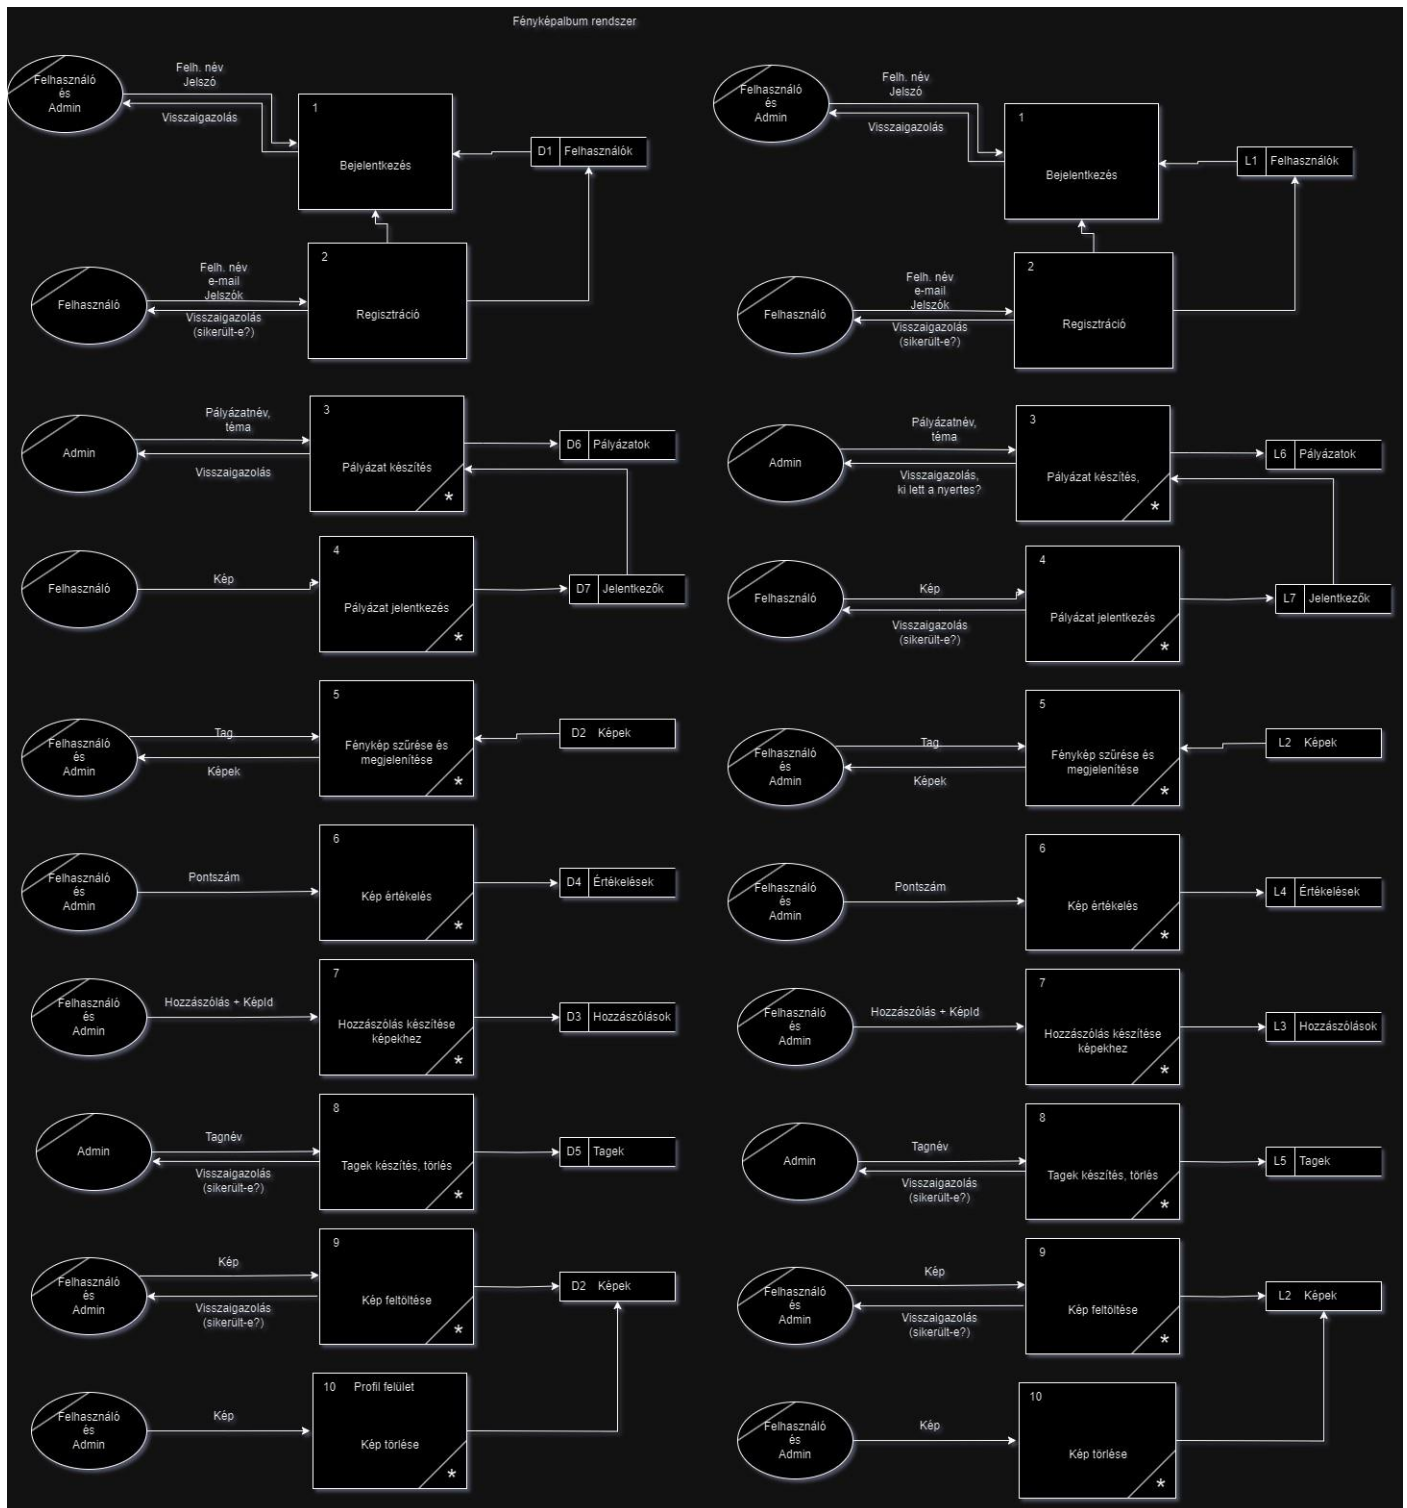 Fényképalbum rendszer
Felhasználó
és
Admin
Felh. név
Jelszó
Visszaigazolás
1
Bejelentkezés
D1 Felhasználók
Felhasználó
Felh. név
e-mail
Jelszók
Visszaigazolás
(sikerült-e?)
2
Regisztráció
Admin
Pályázatnév,
téma
Visszaigazolás
3
Pályázat készítés
*
D6 Pályázatok
Felhasználó
Kép
4
Pályázat jelentkezés
*
D7 Jelentkezők
Felhasználó
és
Admin
Tag
Képek
5
Fénykép szűrése és
megjelenítése
*
D2 Képek
Felhasználó
és
Admin
Pontszám
6
Kép értékelés
*
D4 Értékelések
Felhasználó
és
Admin
Hozzászólás + KépId
7
Hozzászólás készítése
képekhez
*
D3 Hozzászólások
Admin
Tagnév
Visszaigazolás
(sikerült-e?)
8
Tagek készítés, törlés
*
D5 Tagek
Felhasználó
és
Admin
Kép
Visszaigazolás
(sikerült-e?)
9
Kép feltöltése
*
D2 Képek
Felhasználó
és
Admin
Kép
10 Profil felület
Kép törlése
*
Felhasználó
és
Admin
Felh. név
Jelszó
Visszaigazolás
1
Bejelentkezés
L1 Felhasználók
Felhasználó
Felh. név
e-mail
Jelszók
Visszaigazolás
(sikerült-e?)
2
Regisztráció
Admin
Pályázatnév,
téma
Visszaigazolás,
ki lett a nyertes?
3
Pályázat készítés,
*
L6 Pályázatok
Felhasználó
Kép
Visszaigazolás
(sikerült-e?)
4
Pályázat jelentkezés
*
L7 Jelentkezők
Felhasználó
és
Admin
Tag
Képek
5
Fénykép szűrése és
megjelenítése
*
L2 Képek
Felhasználó
és
Admin
Pontszám
6
Kép értékelés
*
L4 Értékelések
Felhasználó
és
Admin
Hozzászólás + KépId
7
Hozzászólás készítése
képekhez
*
L3 Hozzászólások
Admin
Tagnév
Visszaigazolás
(sikerült-e?)
8
Tagek készítés, törlés
*
L5 Tagek
Felhasználó
és
Admin
Kép
Visszaigazolás
(sikerült-e?)
9
Kép feltöltése
*
L2 Képek
Felhasználó
és
Admin
Kép
10
Kép törlése
*